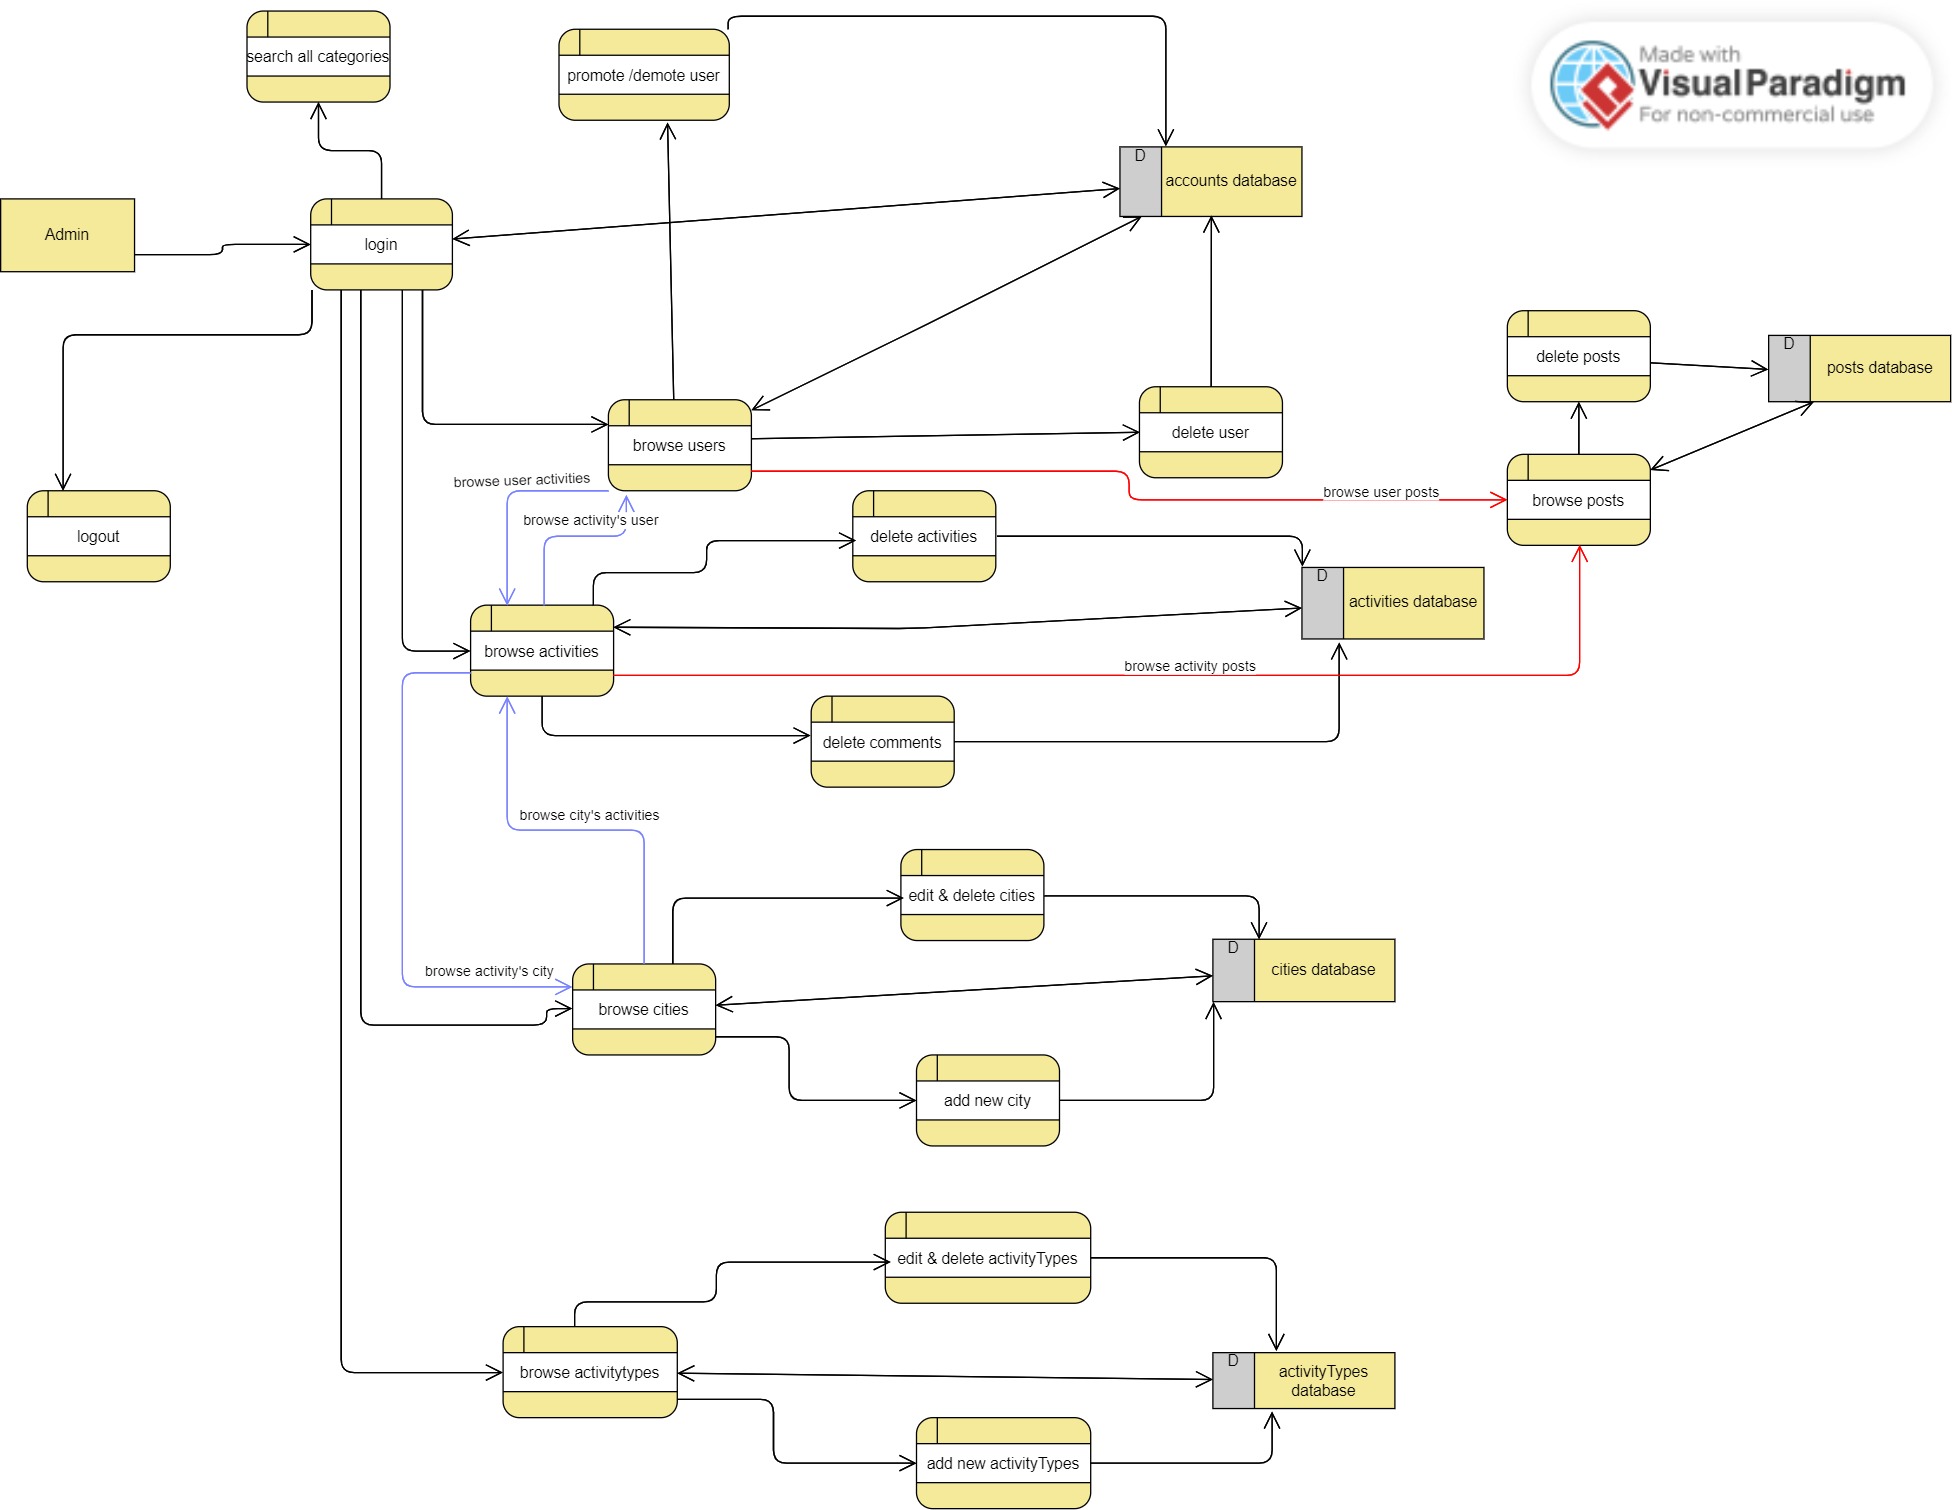 search all categories
promote /demote user
Made with
Visual Paradigm
For non-commercial use
D
accounts database
Admin
login
delete posts
D
posts database
browse users
delete user
browse user activities
browse user posts
browse posts
browse activity's user
logout
delete activities
D
activities database
browse activities
browse activity posts
delete comments
browse city's activities
edit & delete cities
D
cities database
browse activity's city
browse cities
add new city
edit & delete activityTypes
browse activitytypes
D
activityTypes
database
add new activityTypes